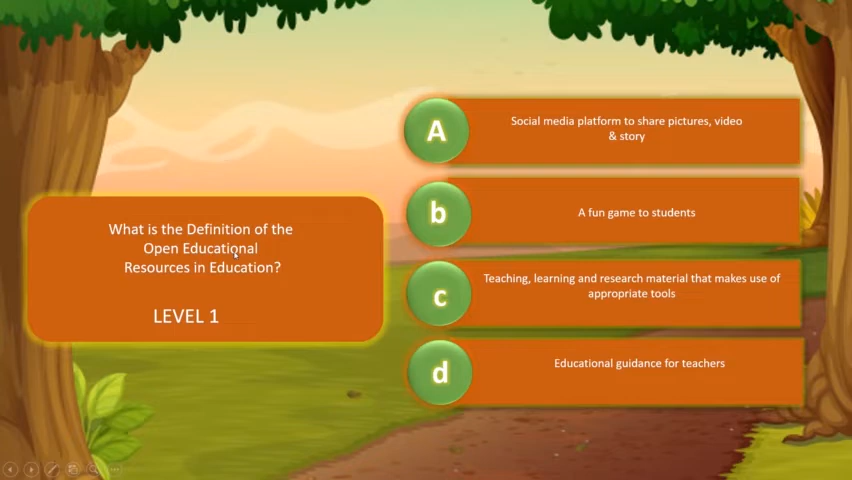 What is the Definition of the
Open Educational
Resources in Education?
LEVEL 1
A
Social media platform to share pictures, video
& story
b
A fun game to students
c
Teaching, learning and research material that makes use of
appropriate tools
d
Educational guidance for teachers